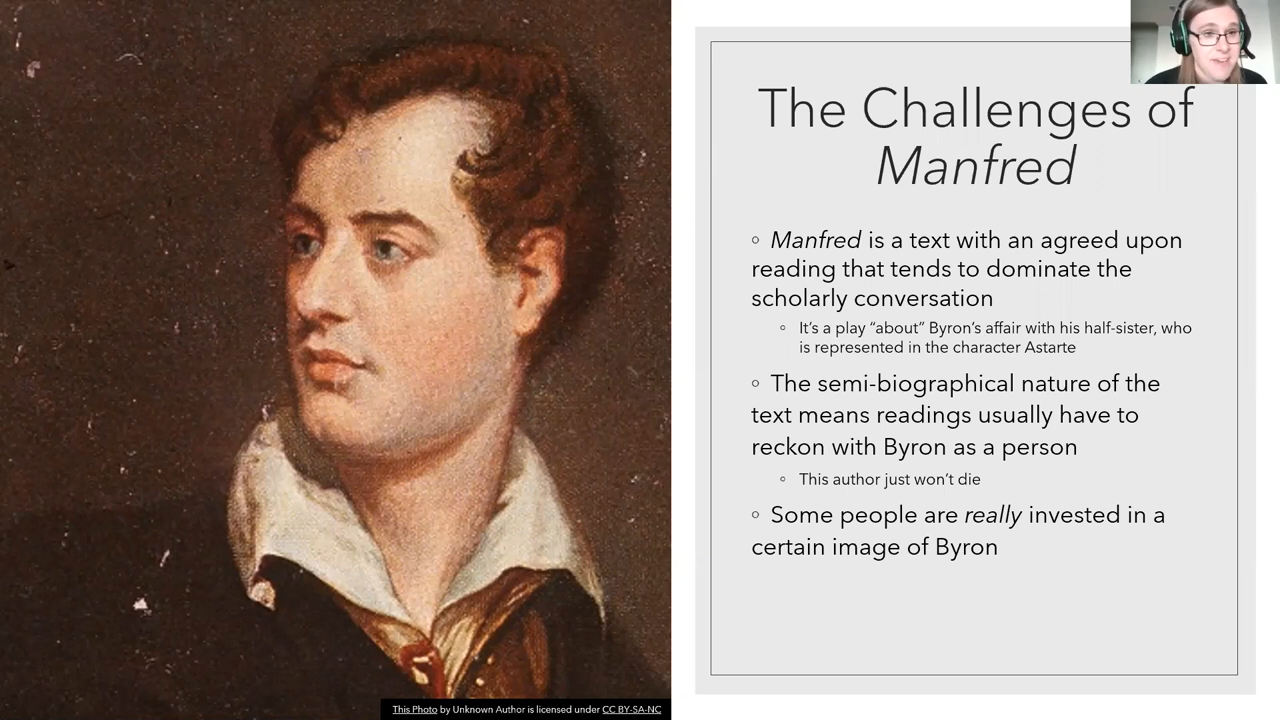 The Challenges of
Manfred
◦ Manfred is a text with an agreed upon
reading that tends to dominate the
scholarly conversation
◦ It’s a play “about” Byron’s affair with his half-sister, who
is represented in the character Astarte
◦ The semi-biographical nature of the
text means readings usually have to
reckon with Byron as a person
◦ This author just won’t die
◦ Some people are really invested in a
certain image of Byron
This Photo by Unknown Author is licensed under CC BY-SA-NC